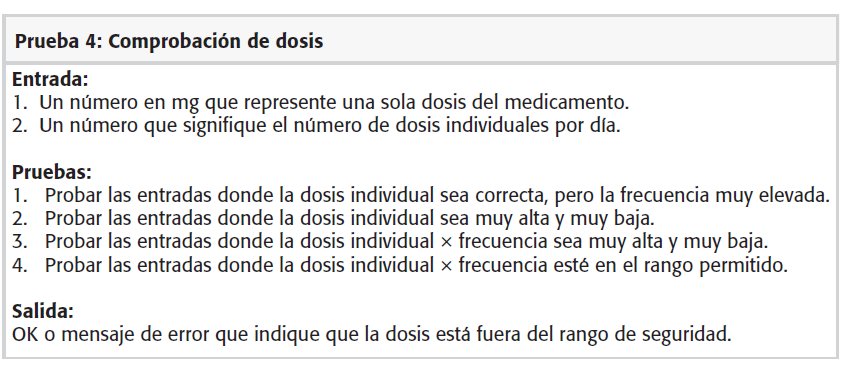 Prueba 4: Comprobación de dosis
Entrada:
1. Un número en mg que represente una sola dosis del medicamento.
2. Un número que signifique el número de dosis individuales por día.
Pruebas:
1. Probar las entradas donde la dosis individual sea correcta, pero la frecuencia muy elevada.
2. Probar las entradas donde la dosis individual sea muy alta y muy baja.
3. Probar las entradas donde la dosis individual × frecuencia sea muy alta y muy baja.
4. Probar las entradas donde la dosis individual × frecuencia esté en el rango permitido.
Salida:
OK o mensaje de error que indique que la dosis está fuera del rango de seguridad.